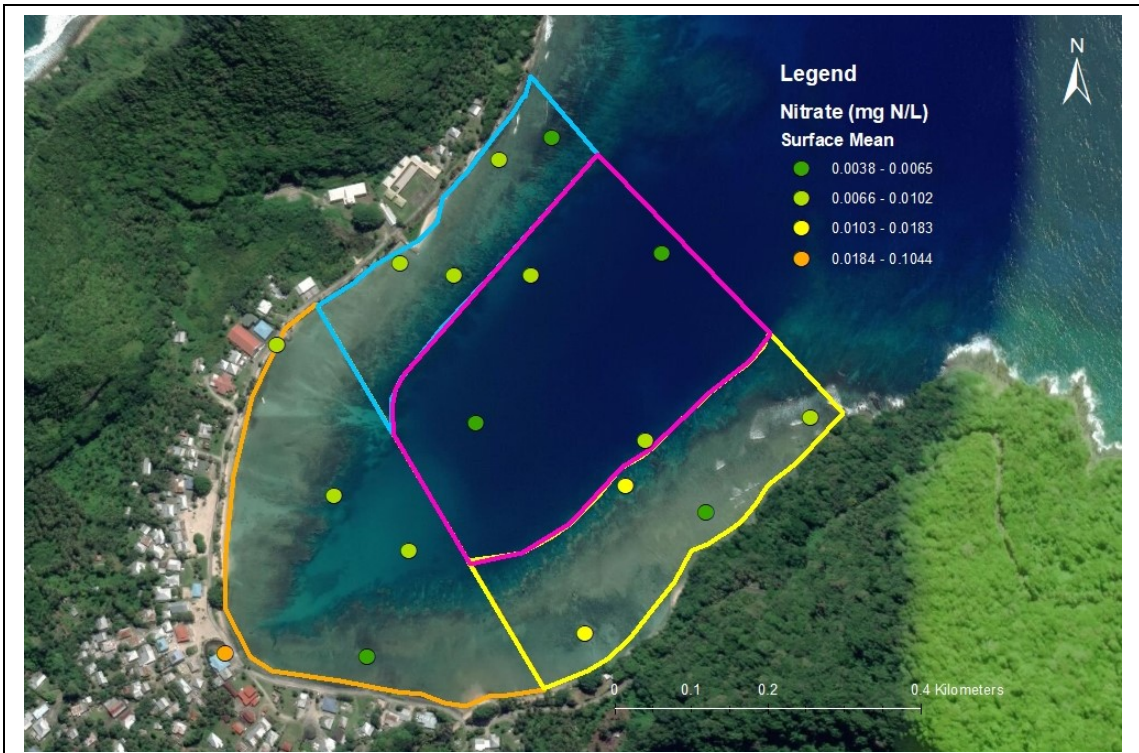 N
Legend
Nitrate (mg N/L)
Surface Mean
0.0038 - 0.0065
0.0066 - 0.0102
0.0103 - 0.0183
0.0184 - 0.1044
0 0.1 0.2 0.4 Kilometers